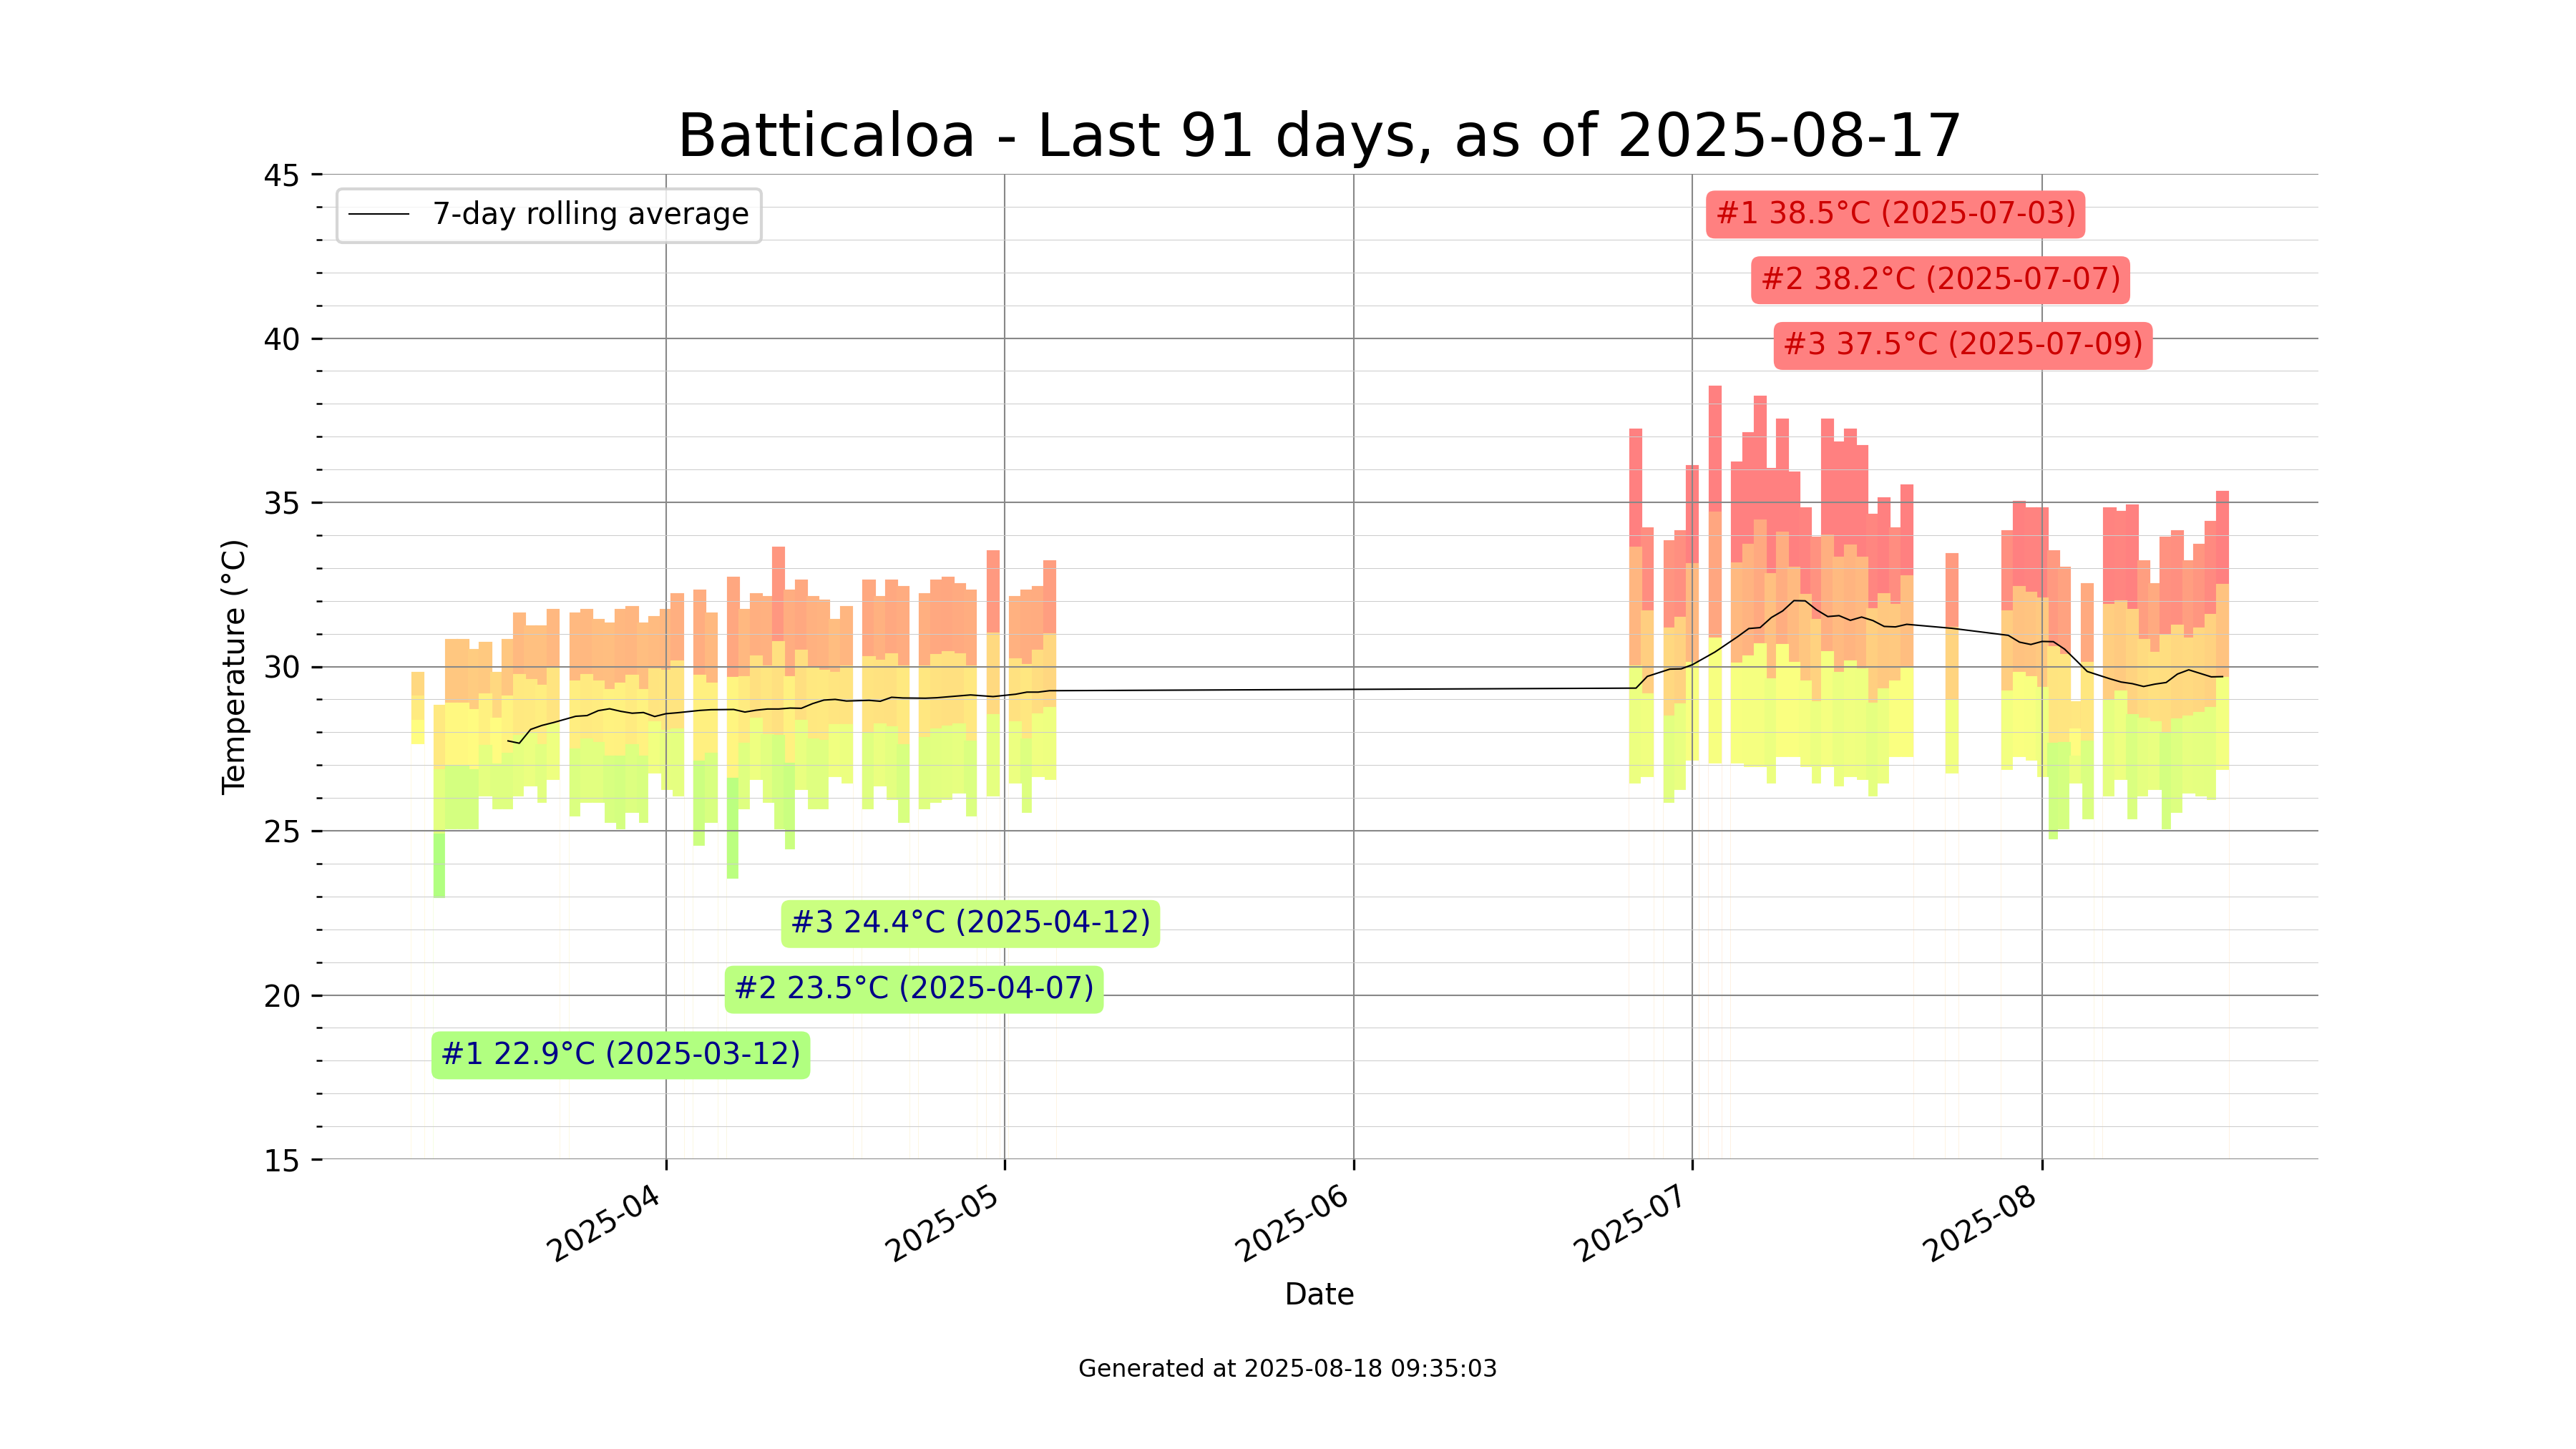 Batticaloa - Last 91 days, as of 2025-08-17
7-day rolling average
#1 38.5°C (2025-07-03)
#2 38.2°C (2025-07-07)
#3 37.5°C (2025-07-09)
45
40
35
30
25
20
15
Temperature (°C)
#3 24.4°C (2025-04-12)
#2 23.5°C (2025-04-07)
#1 22.9°C (2025-03-12)
2025-04
2025-05
2025-06
2025-07
2025-08
Date
Generated at 2025-08-18 09:35:03